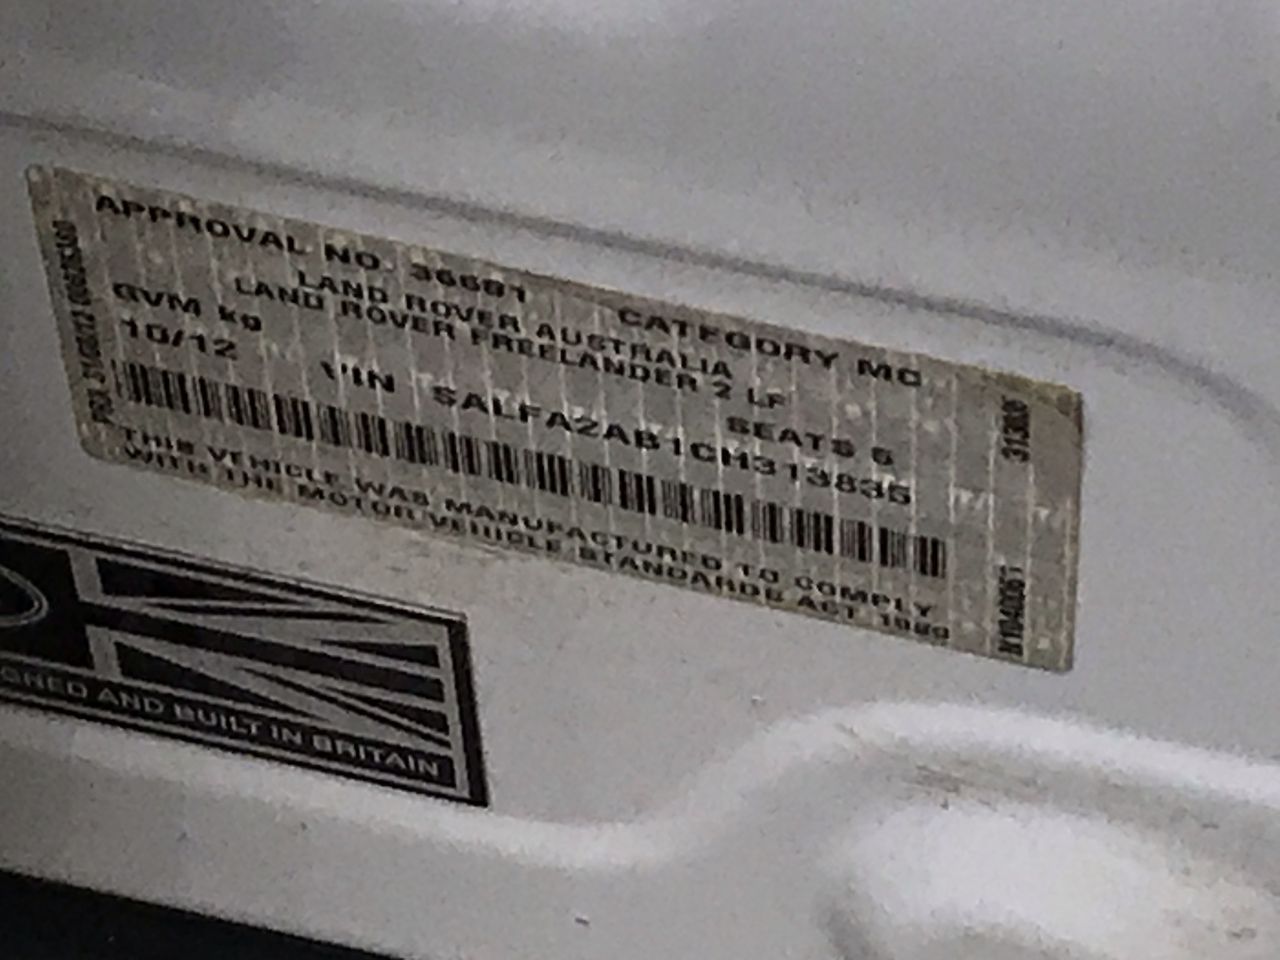 APPROVAL NO. 36681 CATEGORY MC
LAND ROVER AUSTRALIA
LAND ROVER FREELANDER 2 LF
GVM kg
SEATS 5
10/12 VIN SALFA2AB1CH313835
THIS VEHICLE WAS MANUFACTURED TO COMPLY
WITH THE MOTOR VEHICLE STANDARDS ACT 1989
GNED AND BUILT IN BRITAIN